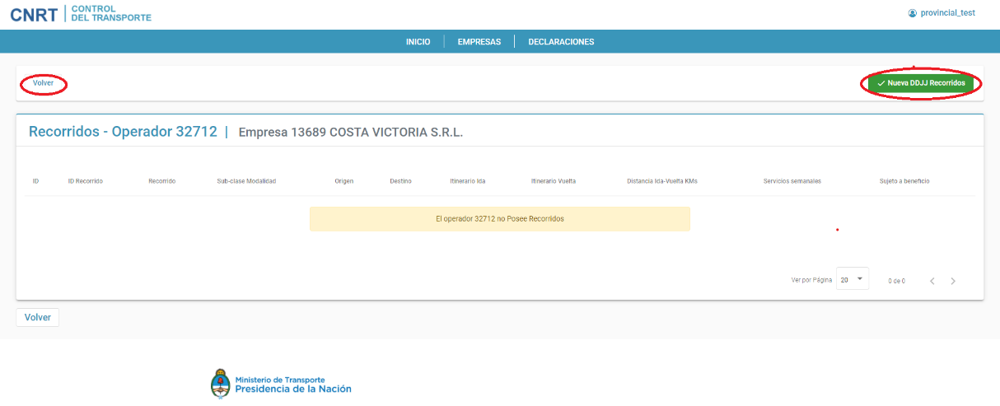 CNRT | CONTROL
DEL TRANSPORTE
provincial_test
INICIO | EMPRESAS | DECLARACIONES
Volver
Nueva DDJJ Recorridos
Recorridos - Operador 32712 | Empresa 13689 COSTA VICTORIA S.R.L.
ID ID Recorrido Recorrido Sub-clase Modalidad Origen Destino Itinerario Ida Itinerario Vuelta Distancia Ida-Vuelta KMs Servicios semanales Sujeto a beneficio
El operador 32712 no Posee Recorridos
Ver por Página 20 0 de 0
Volver
Ministerio de Transporte
Presidencia de la Nación